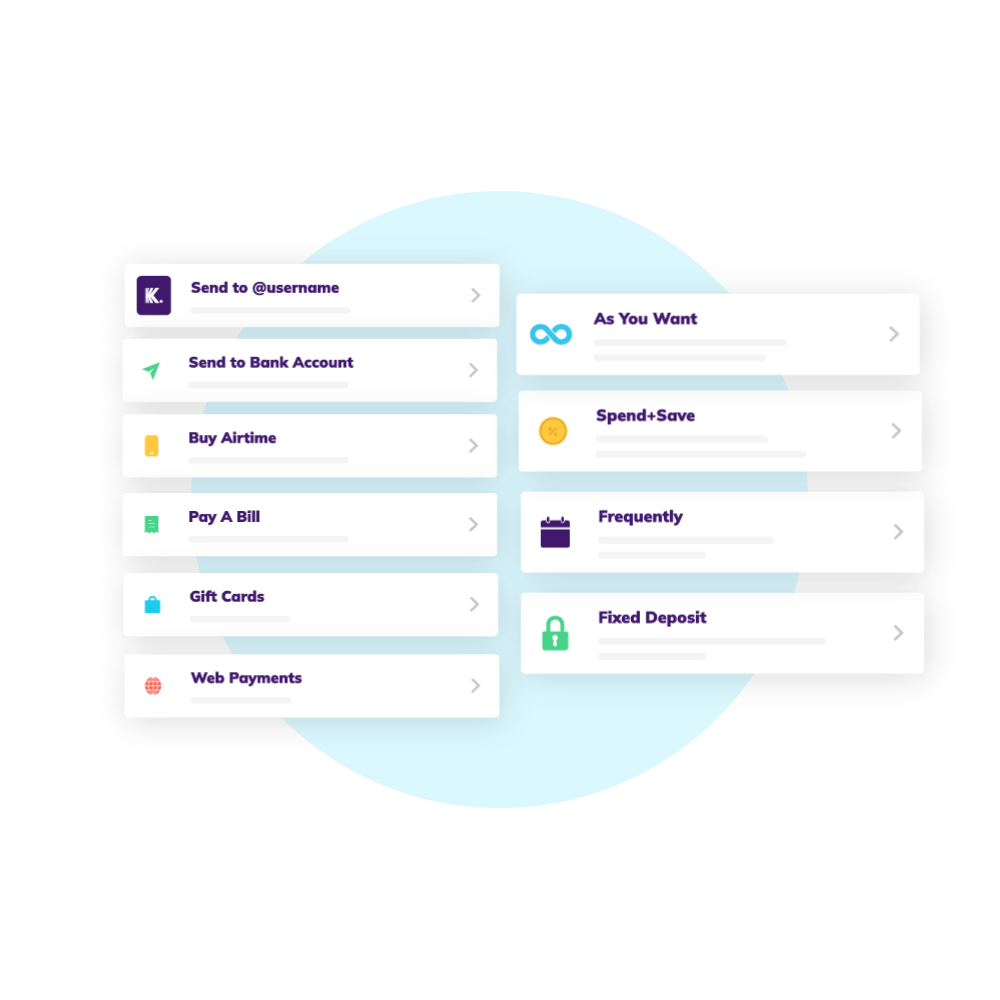 K.
Send to @username
Send to Bank Account
Buy Airtime
Pay A Bill
Gift Cards
Web Payments
As You Want
Spend+Save
%
Frequently
Fixed Deposit